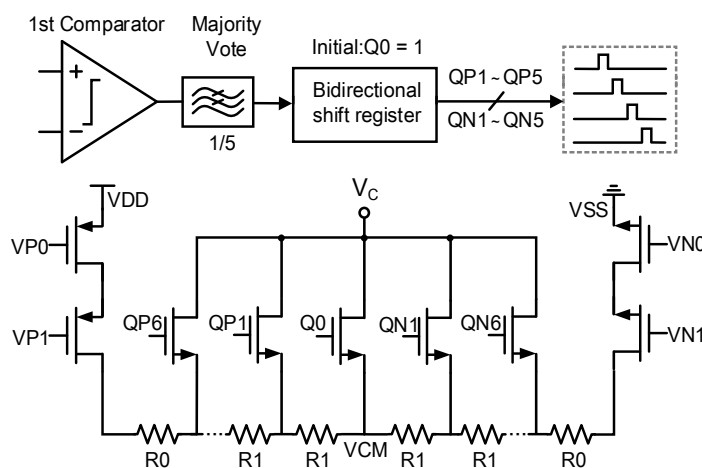 1st Comparator
Majority
Vote
Initial:Q0 = 1
+
−
1/5
Bidirectional
shift register
QP1~QP5
QN1~QN5
VDD
VC
VSS
VP0
VN0
VP1
QP6
QP1
Q0
QN1
QN6
VN1
VCM
R0
R1
R1
R1
R1
R0